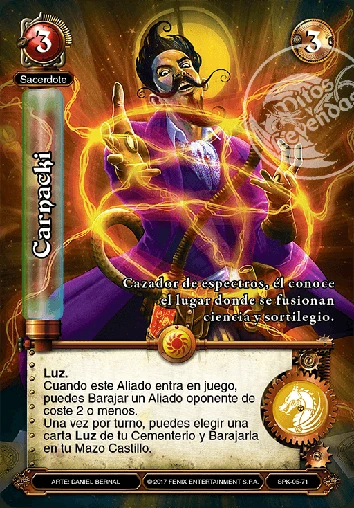 3
3
Sacerdote
Mitos
Leyendas
Carpacki
Cazador de espectros, él conoce
el lugar donde se fusionan
ciencia y sortilegio.
Luz.
Cuando este Aliado entra en juego,
puedes Barajar un Aliado oponente de
coste 2 o menos.
Una vez por turno, puedes elegir una
carta Luz de tu Cementerio y Barajarla
en tu Mazo Castillo.
ARTE: DANIEL BERNAL
© 2017 FENIX ENTERTAINMENT S.P.A.
SPK-05-71